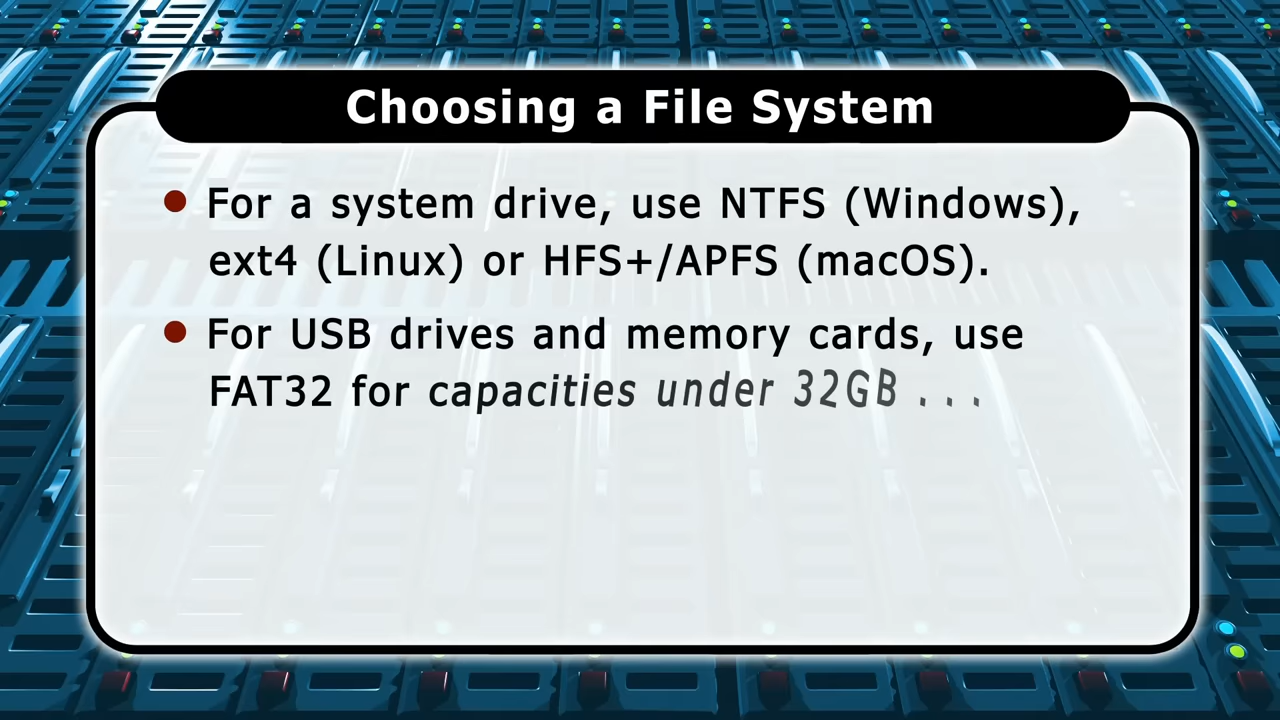 Choosing a File System
For a system drive, use NTFS (Windows),
ext4 (Linux) or HFS+/APFS (macOS).
For USB drives and memory cards, use
FAT32 for capacities under 32GB . . .